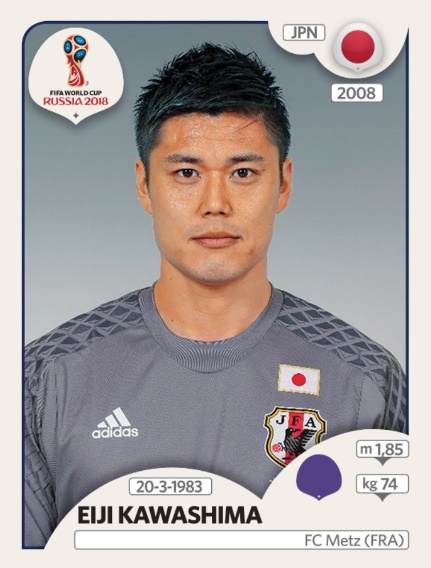 JPN
2008
FIFA WORLD CUP
RUSSIA 2018
adidas
JFA
m 1,85
kg 74
20-3-1983
EIJI KAWASHIMA
FC Metz (FRA)